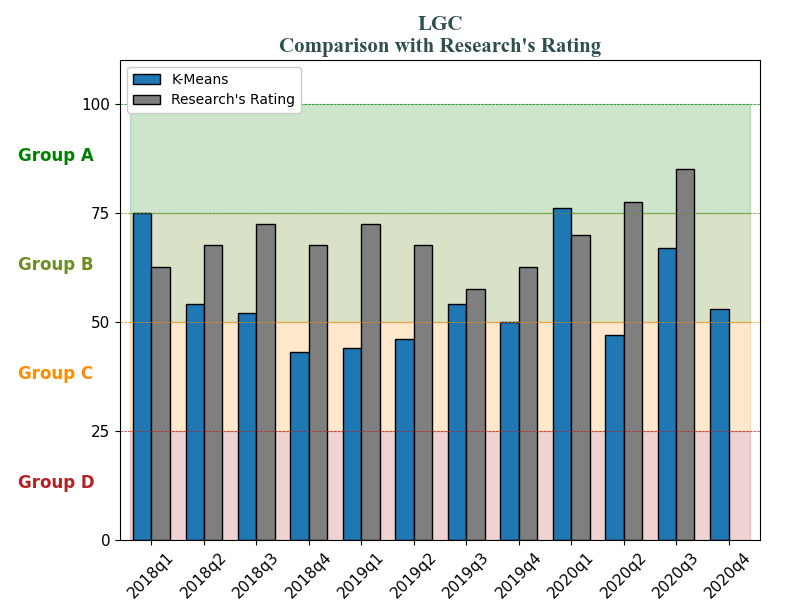 LGC
Comparison with Research's Rating
K-Means
Research's Rating
100
Group A
75
Group B
50
Group C
25
Group D
0
2018q1
2018q2
2018q3
2018q4
2019q1
2019q2
2019q3
2019q4
2020q1
2020q2
2020q3
2020q4